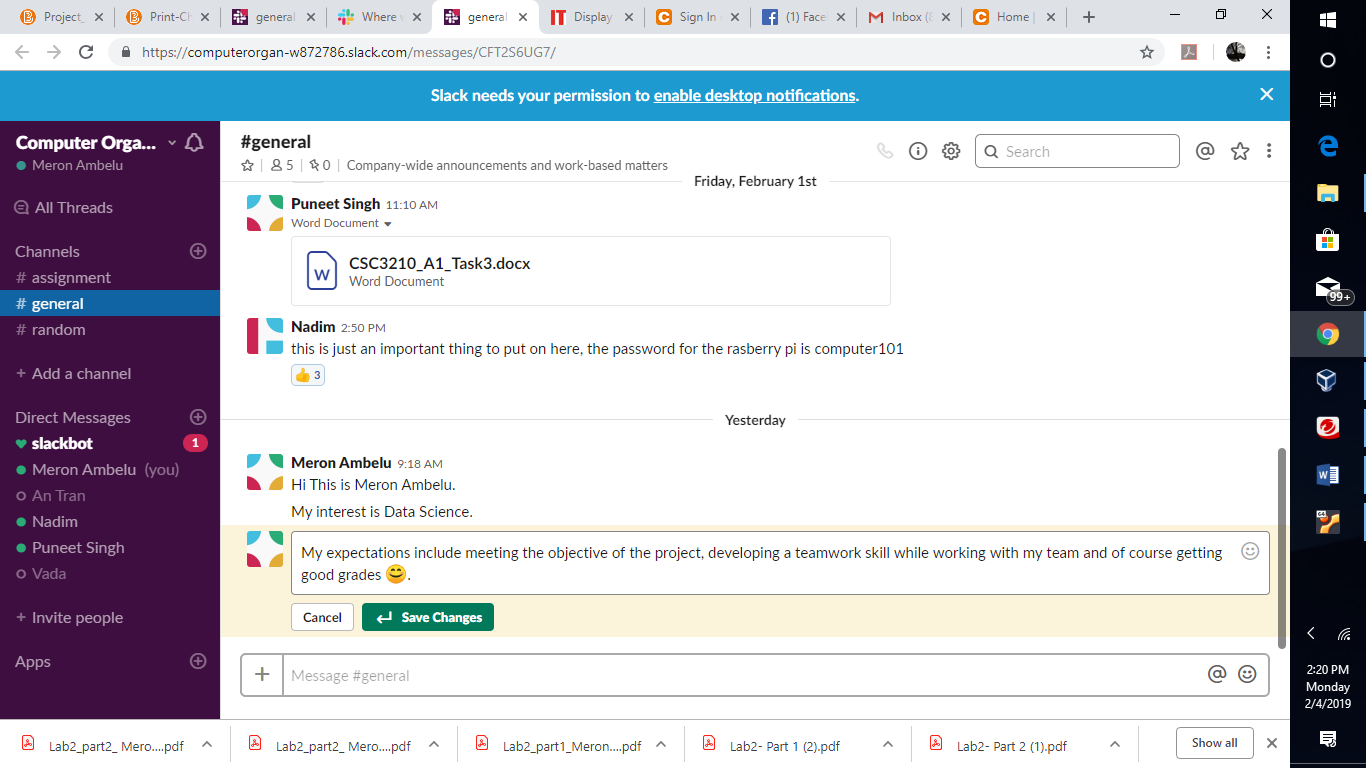 Project_
Print-Cl
general
Where
general
Display
Sign In
(1) Face
Inbox (
Home |
https://computerorgan-w872786.slack.com/messages/CFT2S6UG7/
Slack needs your permission to enable desktop notifications.
Computer Orga...
Meron Ambelu
All Threads
Channels
# assignment
# general
# random
+ Add a channel
Direct Messages
slackbot 1
Meron Ambelu (you)
An Tran
Nadim
Puneet Singh
Vada
+ Invite people
Apps
#general
5 | 0 | Company-wide announcements and work-based matters
Search
Friday, February 1st
Puneet Singh 11:10 AM
Word Document
W
CSC3210_A1_Task3.docx
Word Document
Nadim 2:50 PM
this is just an important thing to put on here, the password for the rasberry pi is computer101
👍 3
Yesterday
Meron Ambelu 9:18 AM
Hi This is Meron Ambelu.
My interest is Data Science.
My expectations include meeting the objective of the project, developing a teamwork skill while working with my team and of course getting
good grades 😊.
Cancel
Save Changes
Message #general
Lab2_part2_ Mero....pdf
Lab2_part2_ Mero....pdf
Lab2_part1_Meron....pdf
Lab2- Part 1 (2).pdf
Lab2- Part 2 (1).pdf
Show all
99+
2:20 PM
Monday
2/4/2019